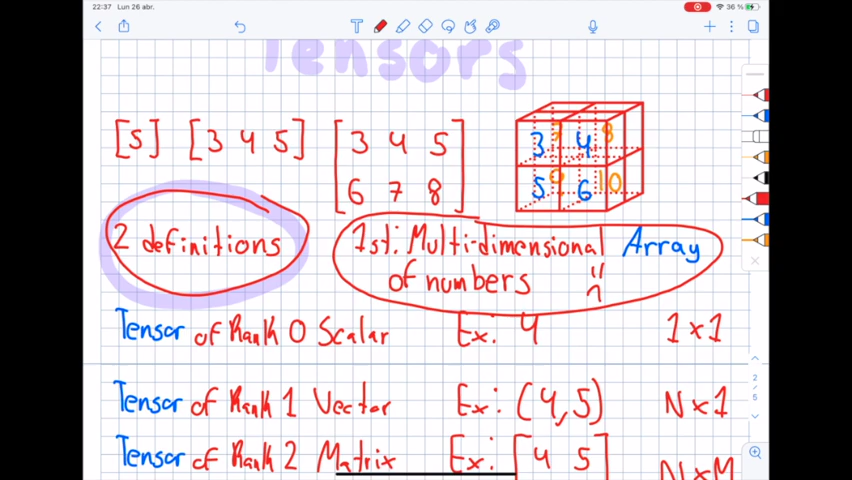 22:37 Lun 26 abr. 36 %
Tensors
[5] [3 4 5] [3 4 5
6 7 8]
3 4 7 8
5 6 9 10
2 definitions 1st: Multi-dimensional Array
of numbers "
Tensor of Rank 0 Scalar Ex: 4 1x1
Tensor of Rank 1 Vector Ex: (4,5) Nx1
Tensor of Rank 2 Matrix Ex: [4 5] NxM
2
/
5